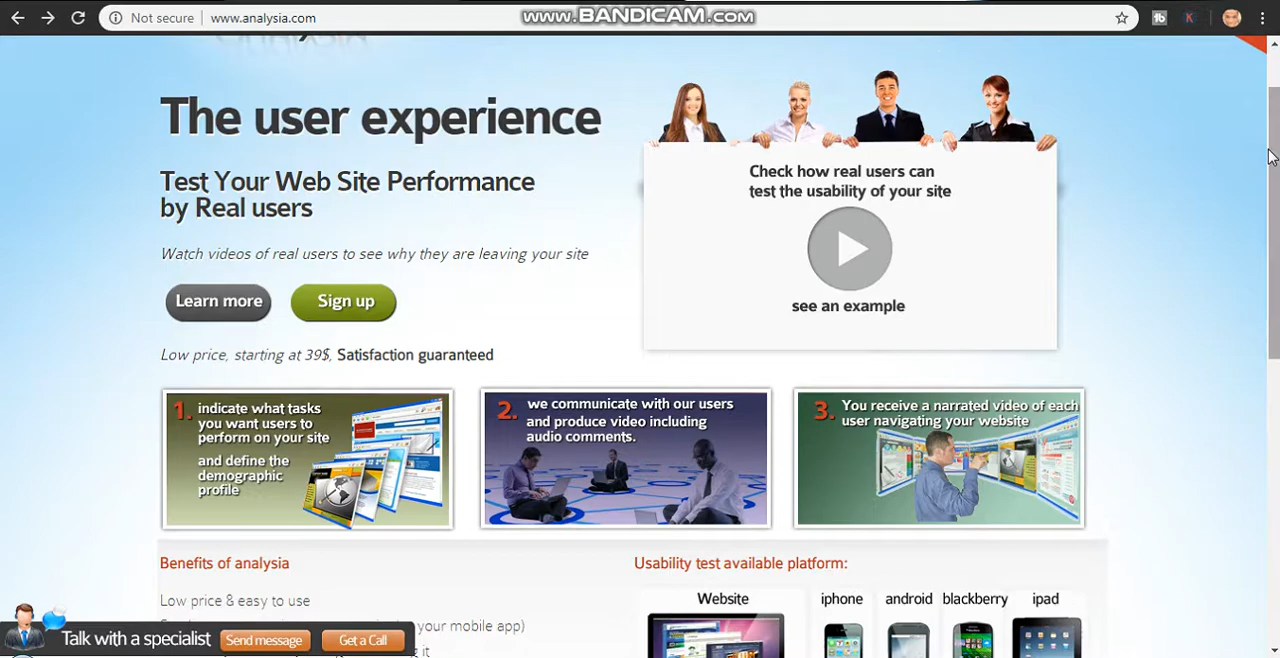 Not secure
www.analysia.com
WWW.BANDICAM.COM
The user experience
Test Your Web Site Performance
by Real users
Watch videos of real users to see why they are leaving your site
Learn more
Sign up
Low price, starting at 39$, Satisfaction guaranteed
Check how real users can
test the usability of your site
see an example
1. indicate what tasks
you want users to
perform on your site
and define the
demographic
profile
2. we communicate with our users
and produce video including
audio comments.
3. You receive a narrated video of each
user navigating your website
Benefits of analysia
Low price & easy to use
your mobile app)
it
Usability test available platform:
Website
iphone
android
blackberry
ipad
Talk with a specialist
Send message
Get a Call